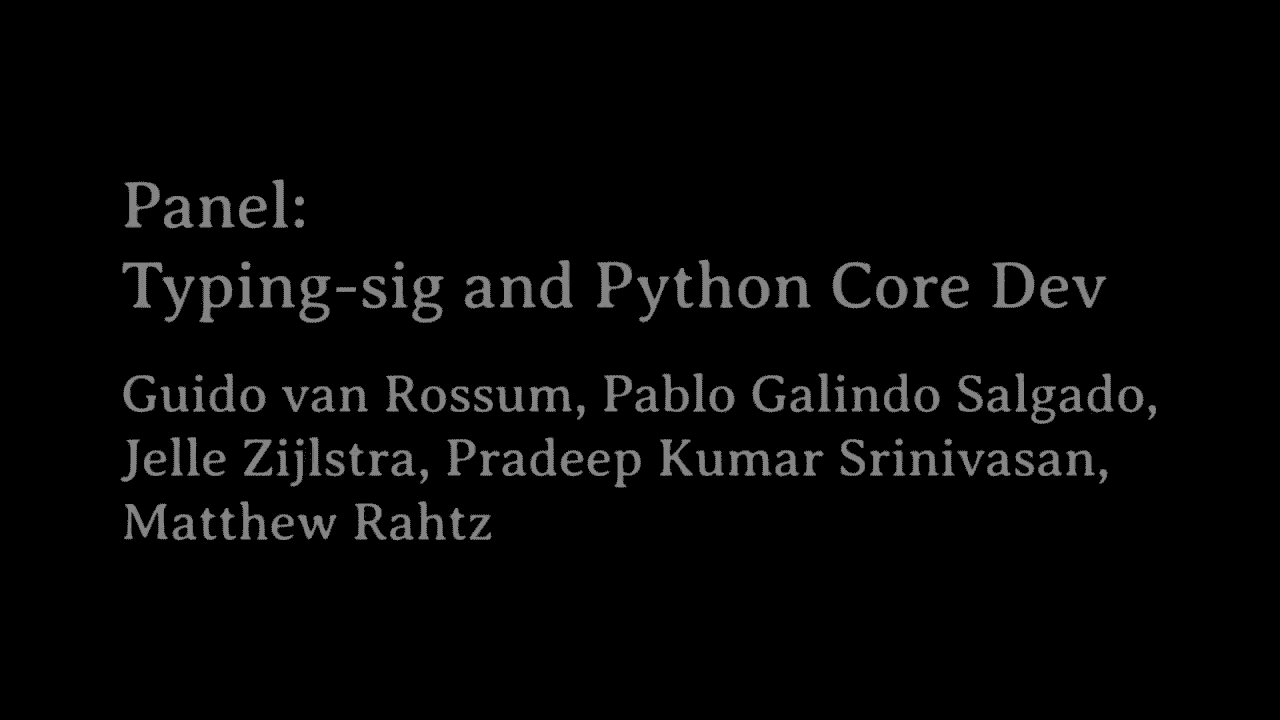 Panel:
Typing-sig and Python Core Dev
Guido van Rossum, Pablo Galindo Salgado,
Jelle Zijlstra, Pradeep Kumar Srinivasan,
Matthew Rahtz